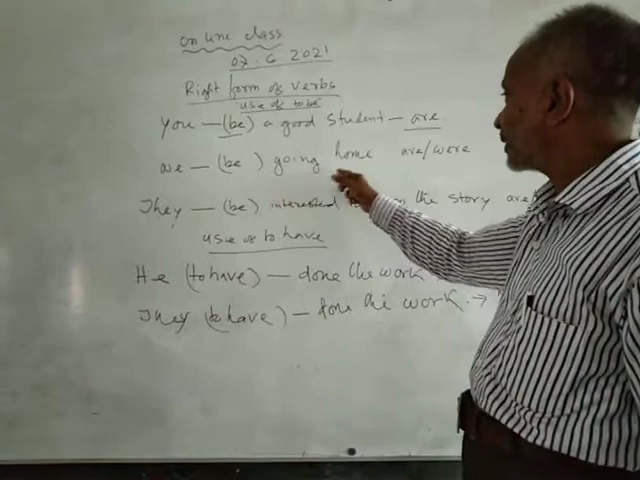 on line class
07.6.2021
Right form of verbs
use of to be
You — (be) a good student — are.
we — (be) going home are/were
They — (be) interested the story are
use of to have
He (to have) — done the work
They (to have) — done the work. →